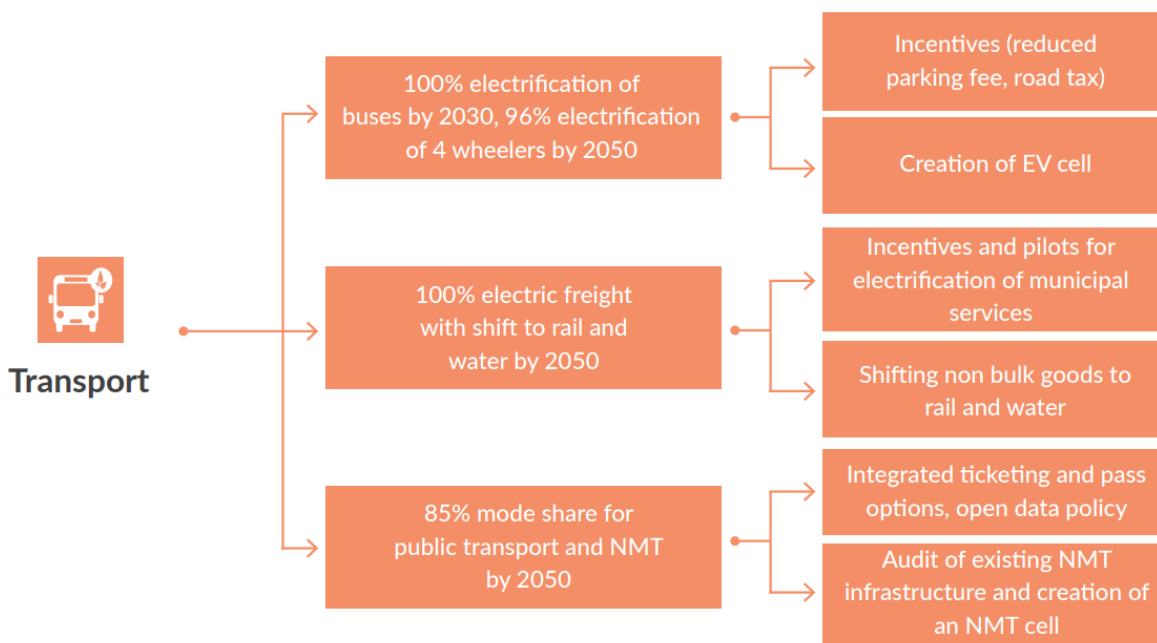 Transport
100% electrification of
buses by 2030, 96% electrification
of 4 wheelers by 2050
Incentives (reduced
parking fee, road tax)
Creation of EV cell
100% electric freight
with shift to rail and
water by 2050
Incentives and pilots for
electrification of municipal
services
Shifting non bulk goods to
rail and water
85% mode share for
public transport and NMT
by 2050
Integrated ticketing and pass
options, open data policy
Audit of existing NMT
infrastructure and creation of
an NMT cell